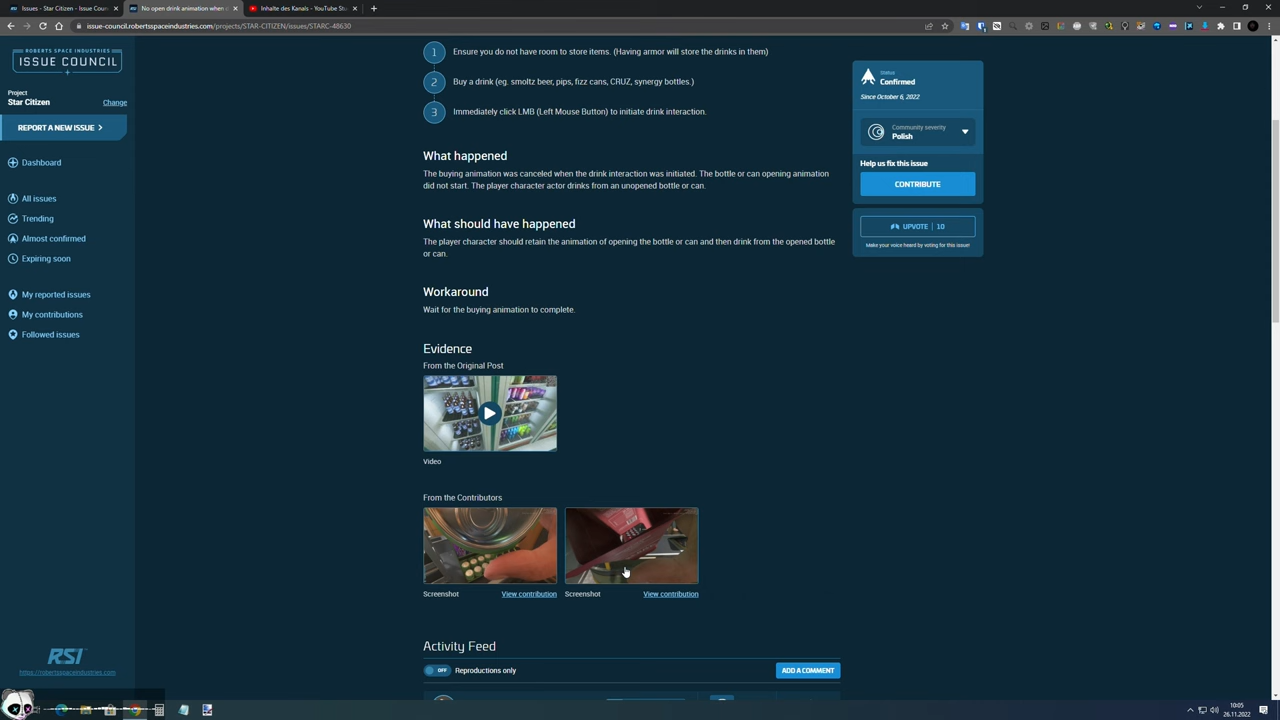 Issues - Star Citizen - Issue Coun
No open drink animation when d
Inhalte des Kanals - YouTube Stu
issue-council.robertsspaceindustries.com/projects/STAR-CITIZEN/issues/STARC-48630
ROBERTS SPACE INDUSTRIES
ISSUE COUNCIL
Project
Star Citizen
Change
REPORT A NEW ISSUE
Dashboard
All issues
Trending
Almost confirmed
Expiring soon
My reported issues
My contributions
Followed issues
RSI
https://robertsspaceindustries.com
1 Ensure you do not have room to store items. (Having armor will store the drinks in them)
2 Buy a drink (eg. smoltz beer, pips, fizz cans, CRUZ, synergy bottles.)
3 Immediately click LMB (Left Mouse Button) to initiate drink interaction.
What happened
The buying animation was canceled when the drink interaction was initiated. The bottle or can opening animation
did not start. The player character actor drinks from an unopened bottle or can.
What should have happened
The player character should retain the animation of opening the bottle or can and then drink from the opened bottle
or can.
Workaround
Wait for the buying animation to complete.
Evidence
From the Original Post
Video
From the Contributors
Screenshot
View contribution
Screenshot
View contribution
Activity Feed
OFF
Reproductions only
ADD A COMMENT
Status
Confirmed
Since October 6, 2022
Community severity
Polish
Help us fix this issue
CONTRIBUTE
UPVOTE | 10
Make your voice heard by voting for this issue!
10:05
26.11.2022